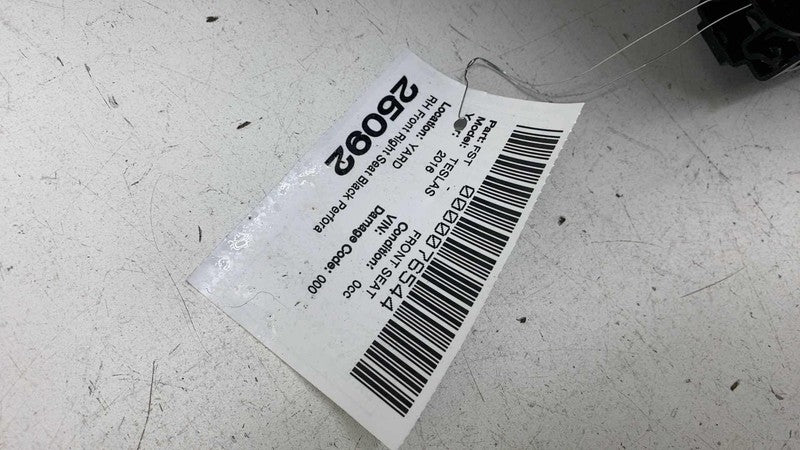 0000076544
Part: FST FRONT SEAT
Model: TESLAS
Year: 2016 Condition: 0cc
VIN:
Location: YARD Damage Code: 000
RH Front Right Seat Black Perfora
25092